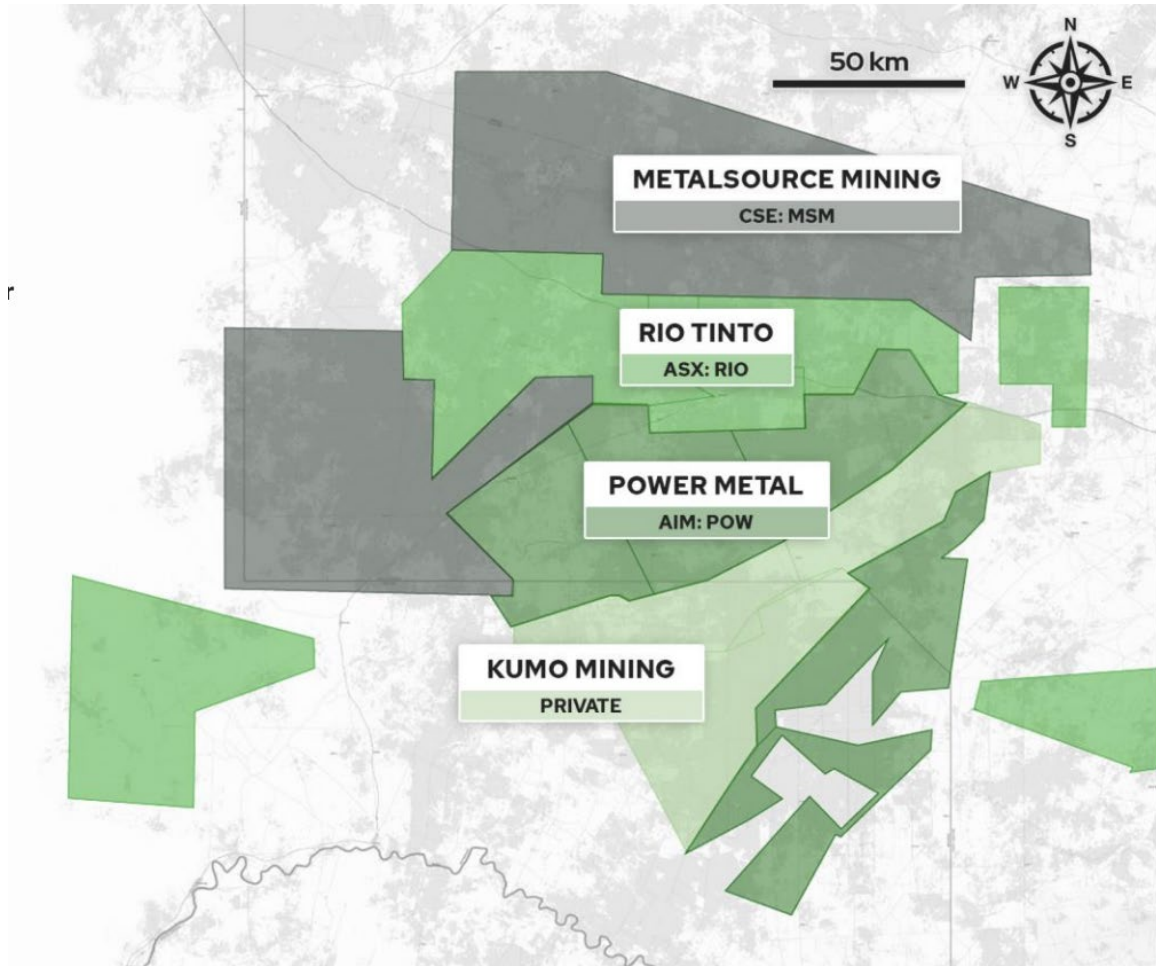 50 km
N
W E
S
METALSOURCE MINING
CSE: MSM
r
RIO TINTO
ASX: RIO
POWER METAL
AIM: POW
KUMO MINING
PRIVATE